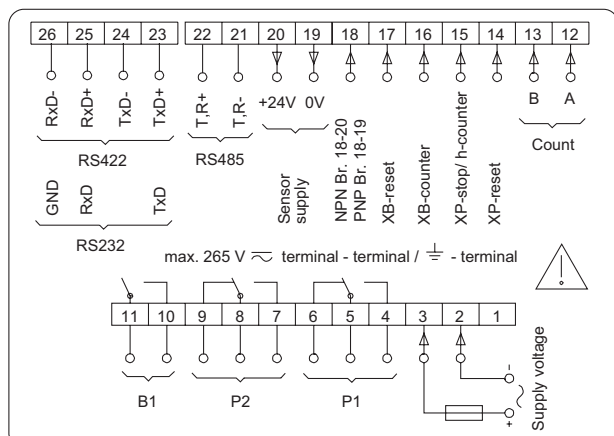 26 25 24 23 22 21 20 19 18 17 16 15 14 13 12
RxD- RxD+ TxD- TxD+ T,R+ T,R- +24V 0V NPN Br. 18-20 PNP Br. 18-19 XB-reset XB-counter XP-stop/ h-counter XP-reset B A
RS422 RS485 Sensor supply Count
GND RxD TxD
RS232
max. 265 V terminal - terminal / - terminal
!
11 10 9 8 7 6 5 4 3 2 1
B1 P2 P1
- +
Supply voltage